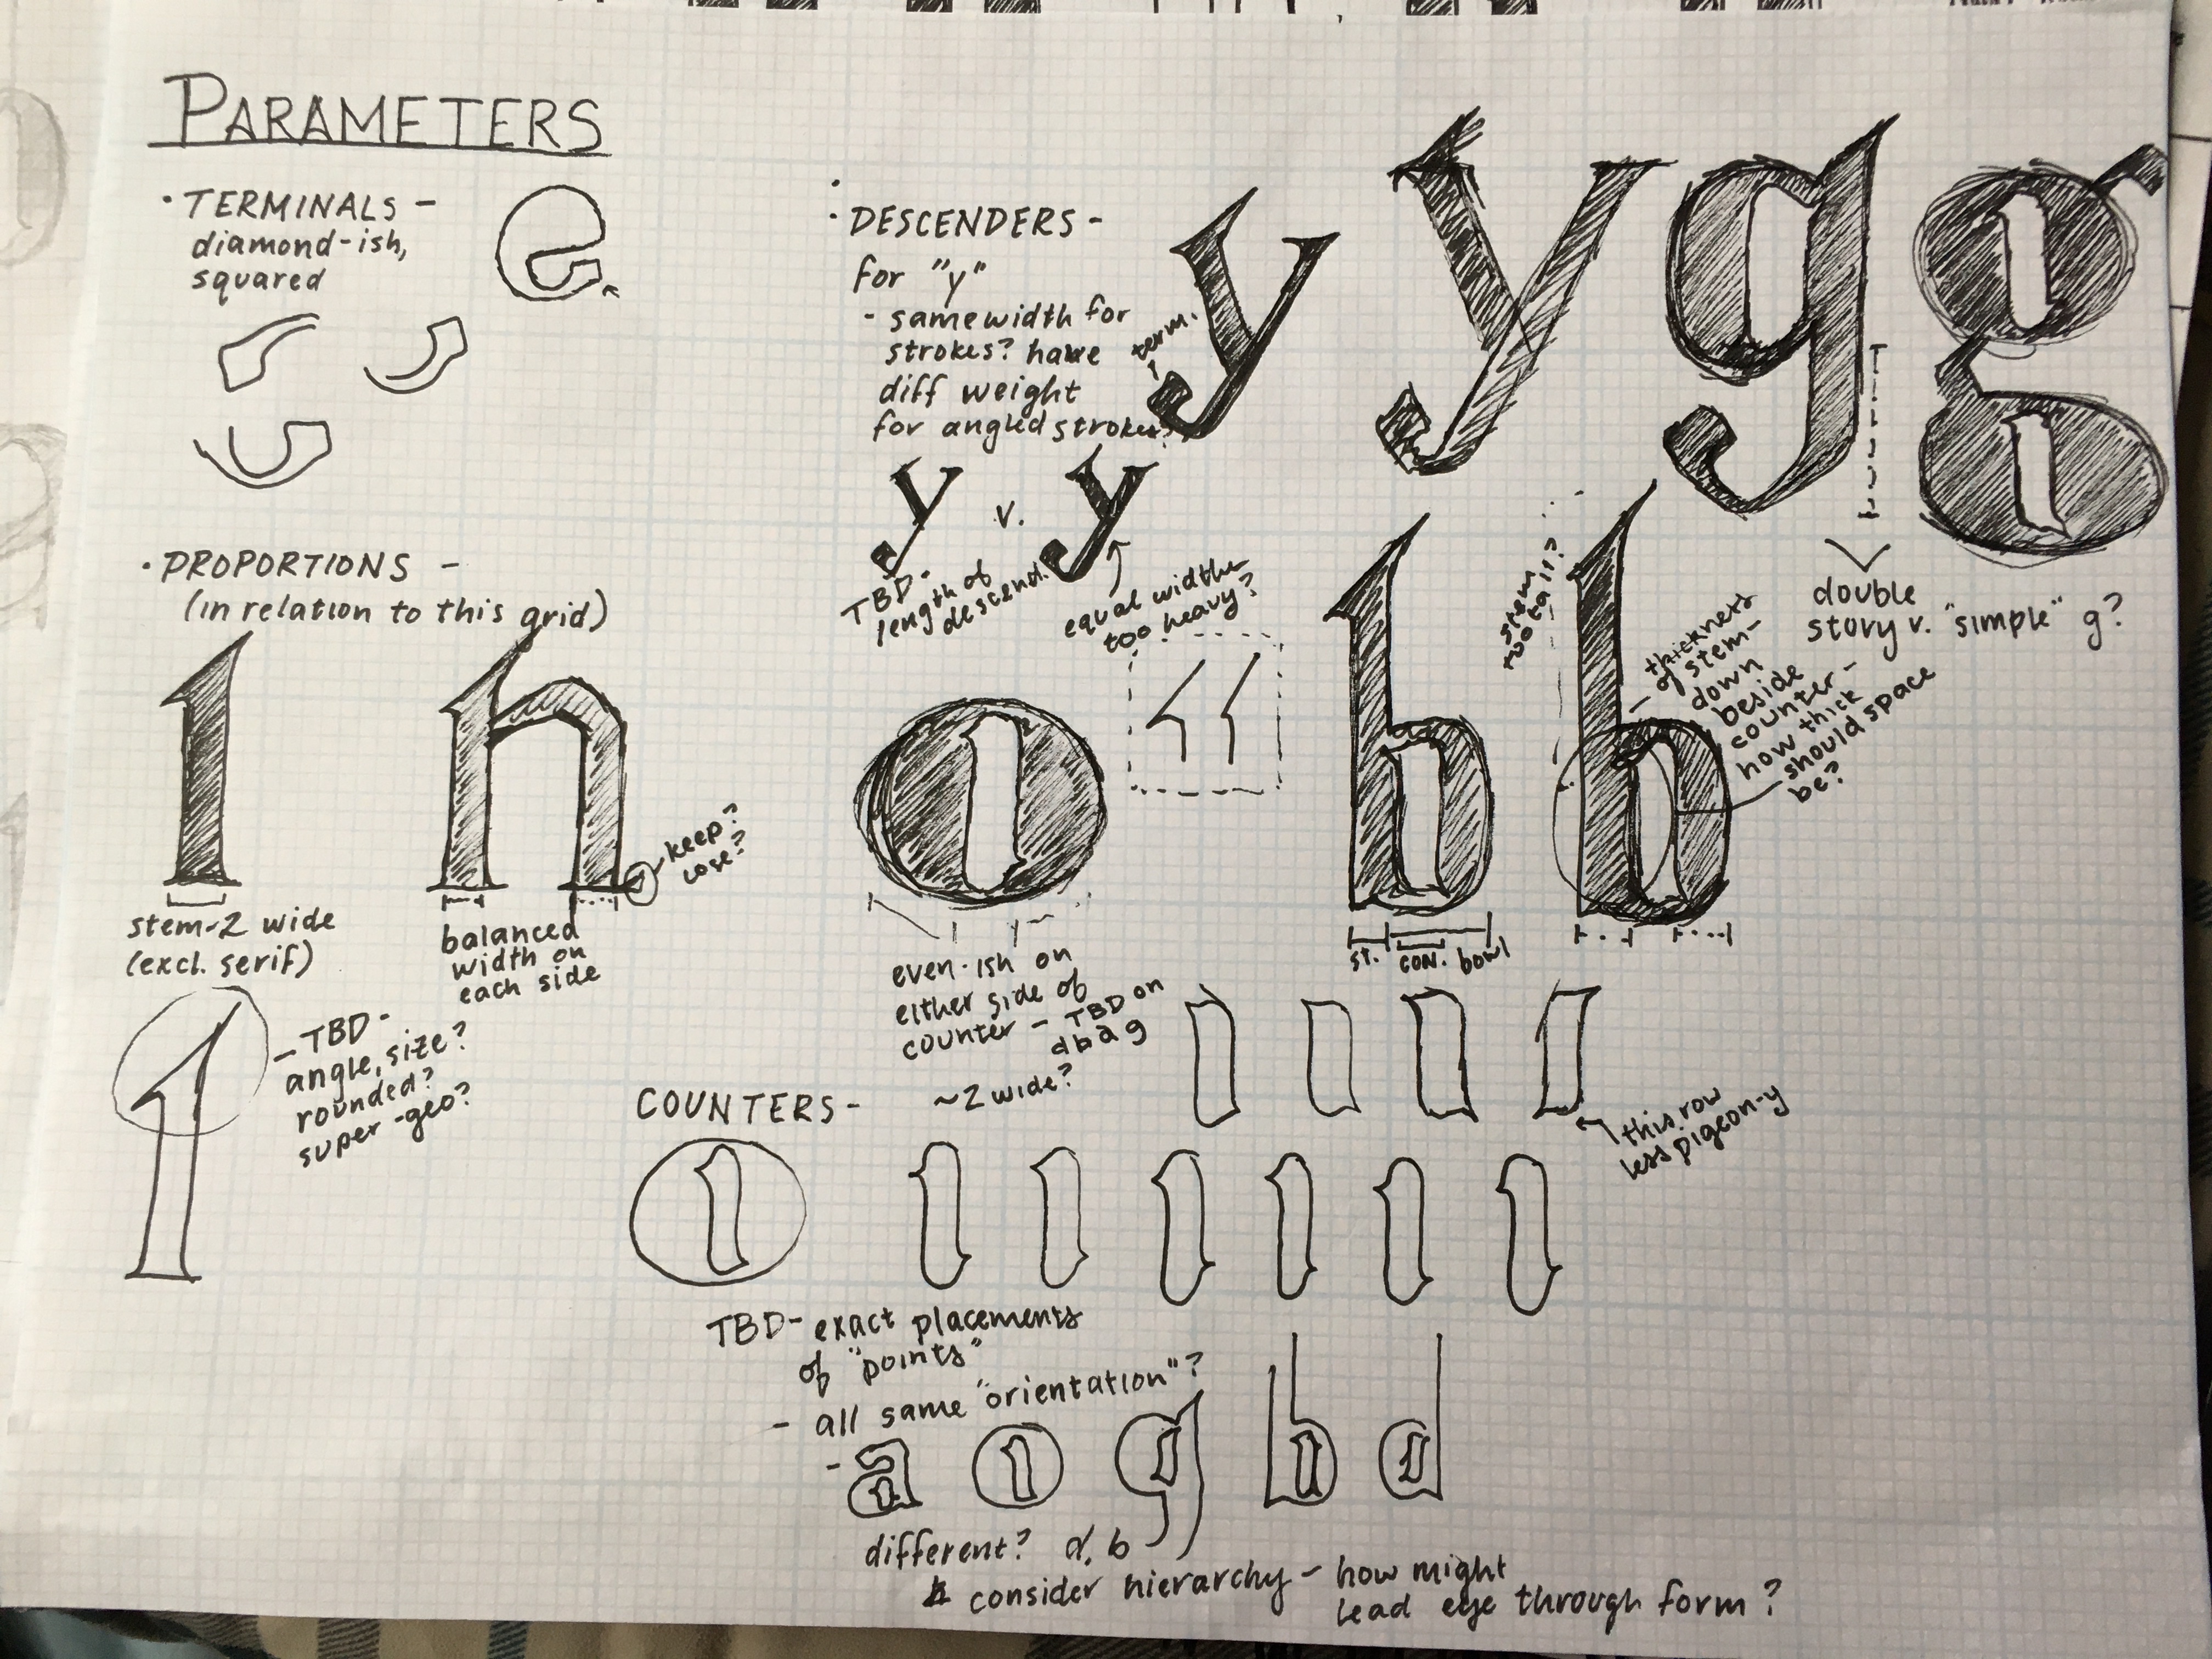 PARAMETERS
· TERMINALS -
diamond-ish,
squared
e
· PROPORTIONS -
(in relation to this grid)
l n
stem-2 wide
(excl. serif)
balanced
width on
each side
keep?
lose?
l
- TBD -
angle, size?
rounded?
super-geo?
· DESCENDERS -
for "y"
- same width for
strokes? have
diff weight
for angled strokes?
term.
y y g g
y v. y
TBD -
length of
descend.
equal widths
too heavy?
double
story v. "simple" g?
o b b
stem
too tall?
- thickness
of stem -
down
beside
counter -
how thick
should space
be?
st. con. bowl
even-ish on
either side of
counter - TBD on
d b a g
COUNTERS - ~2 wide?
this row
less pigeon-y
TBD - exact placements
of "points"
- all same "orientation"?
- a o g b d
different? d, b
consider hierarchy - how might
lead eye through form?